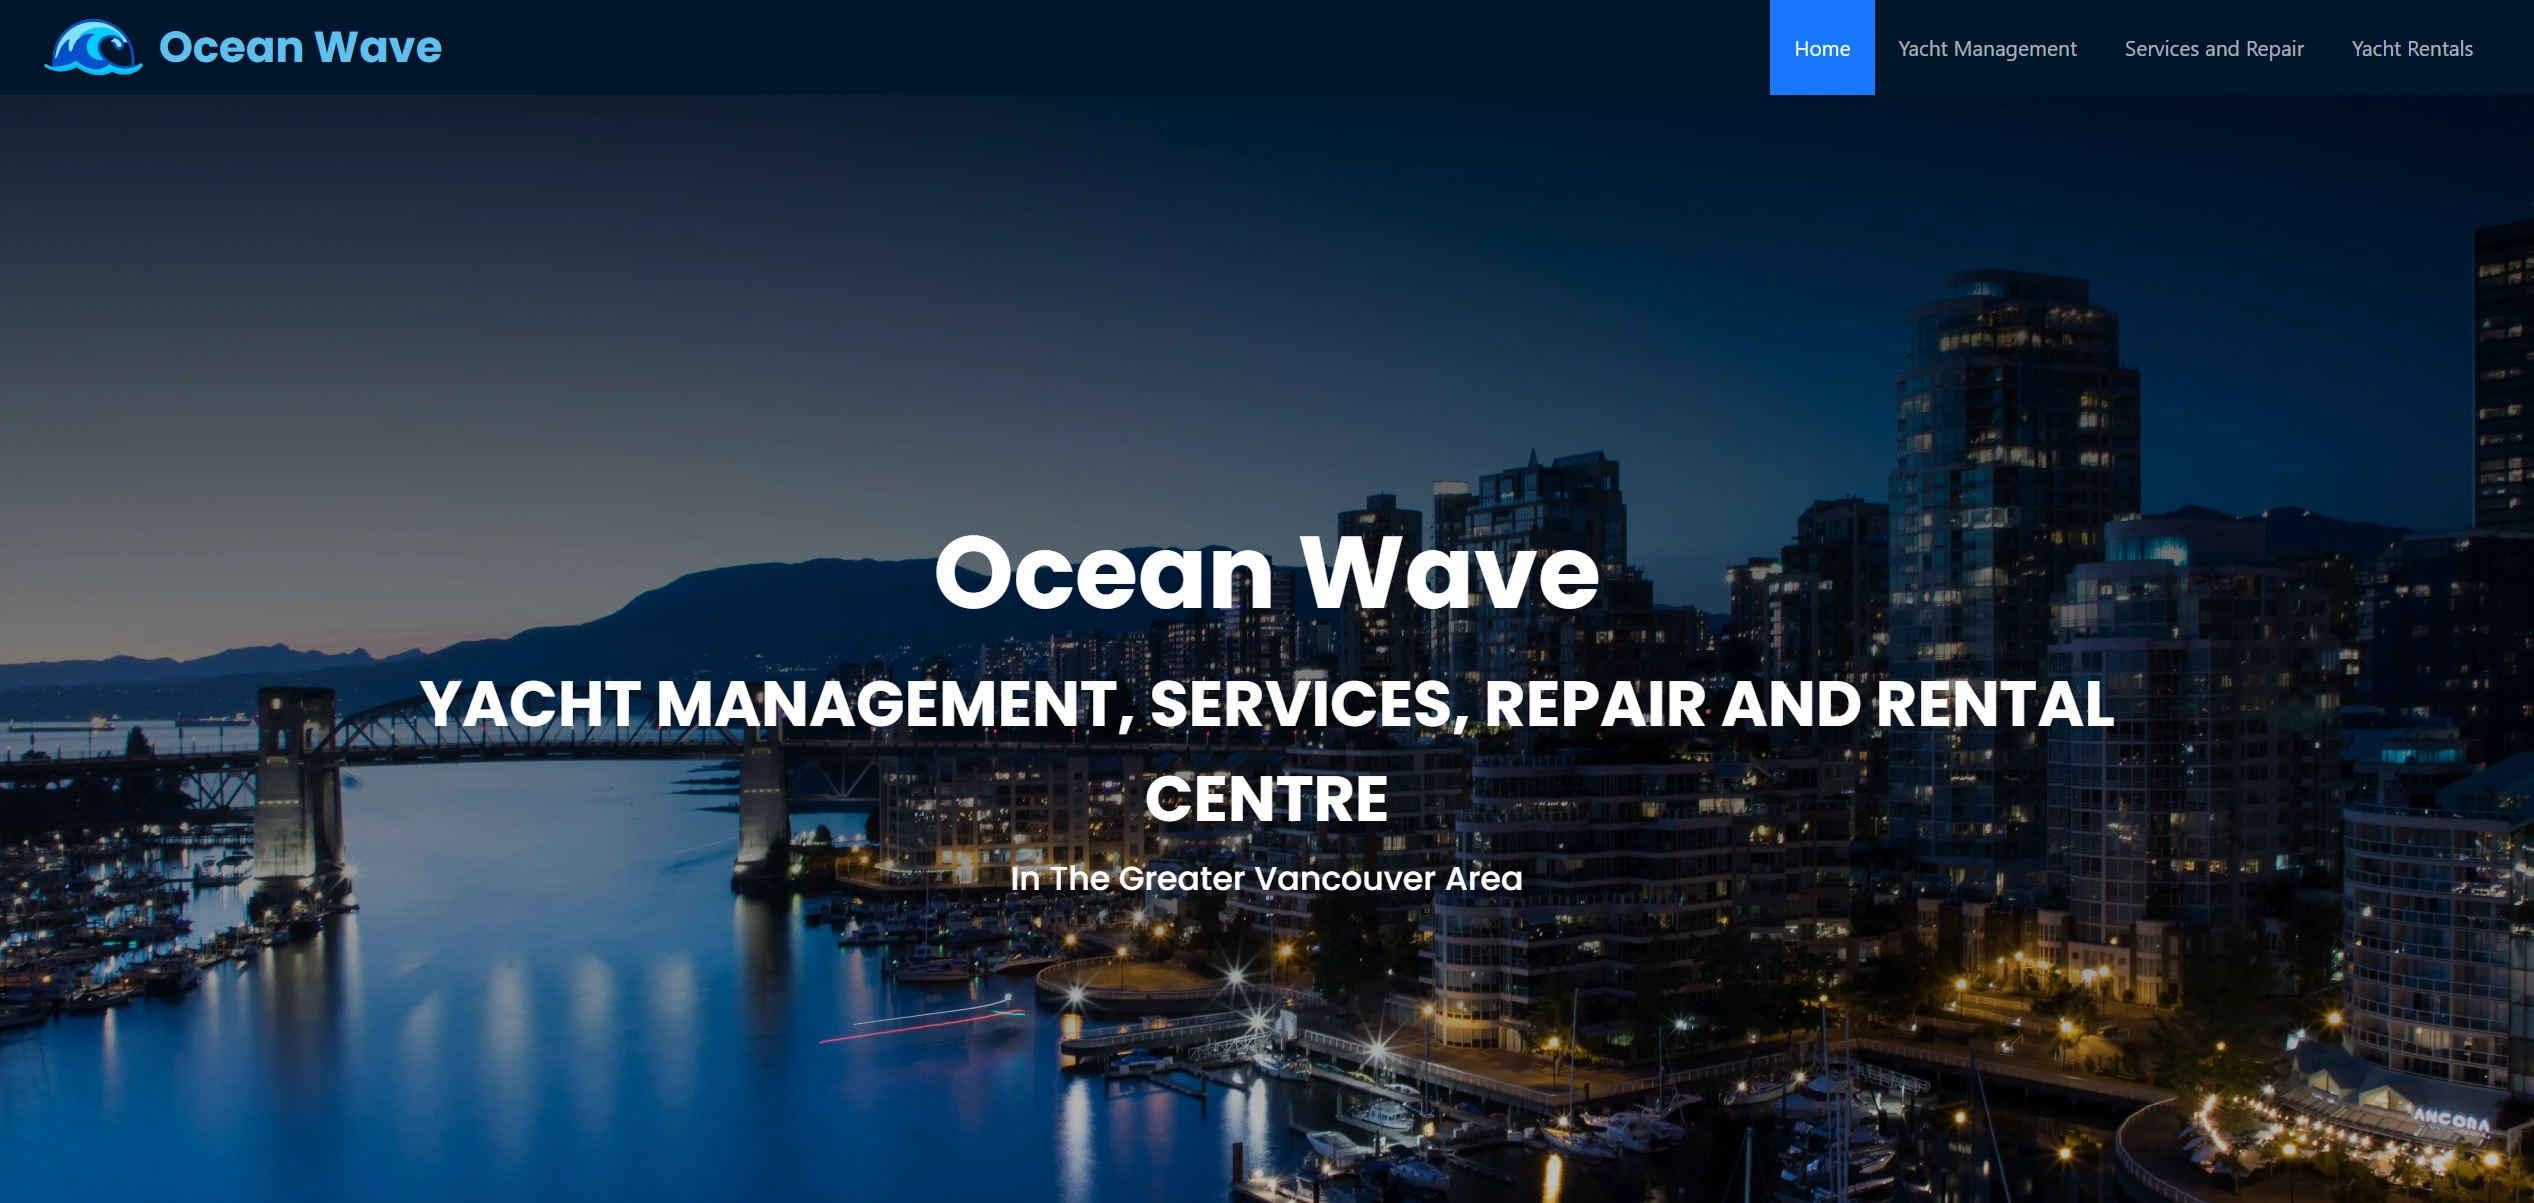 Ocean Wave
Home Yacht Management Services and Repair Yacht Rentals
Ocean Wave
YACHT MANAGEMENT, SERVICES, REPAIR AND RENTAL
CENTRE
In The Greater Vancouver Area
ANCORA